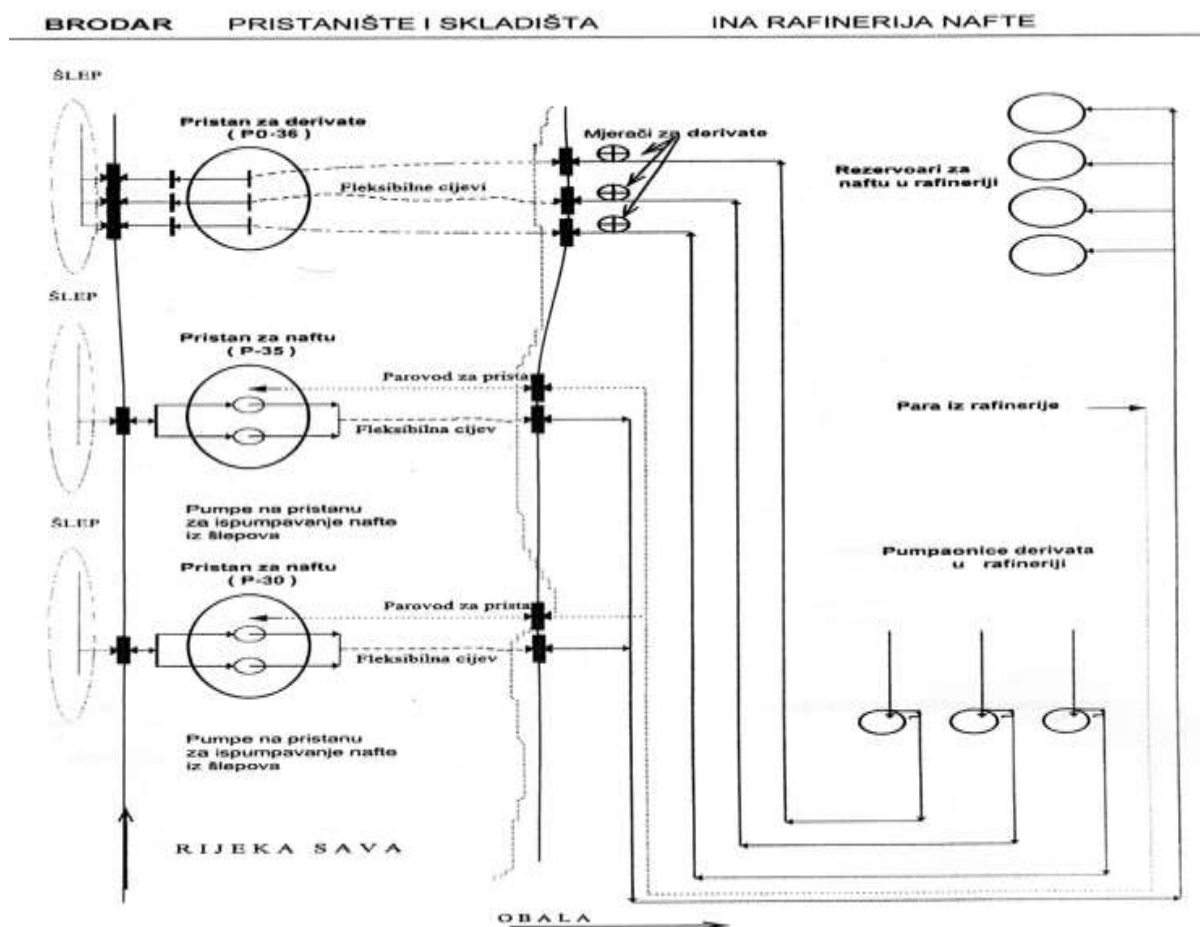 BRODAR PRISTANIŠTE I SKLADIŠTA INA RAFINERIJA NAFTE
ŠLEP
Pristan za derivate
( PO-36 )
Mjerači za derivate
Fleksibilne cijevi
Rezervoari za
naftu u rafineriji
ŠLEP
Pristan za naftu
( P-35 )
Parovod za prista
Fleksibilna cijev
Para iz rafinerije
Pumpe na pristanu
za ispumpavanje nafte
iz šlepova
ŠLEP
Pristan za naftu
( P-30 )
Parovod za prista
Fleksibilna cijev
Pumpaonice derivata
u rafineriji
Pumpe na pristanu
za ispumpavanje nafte
iz šlepova
RIJEKA SAVA
OBALA